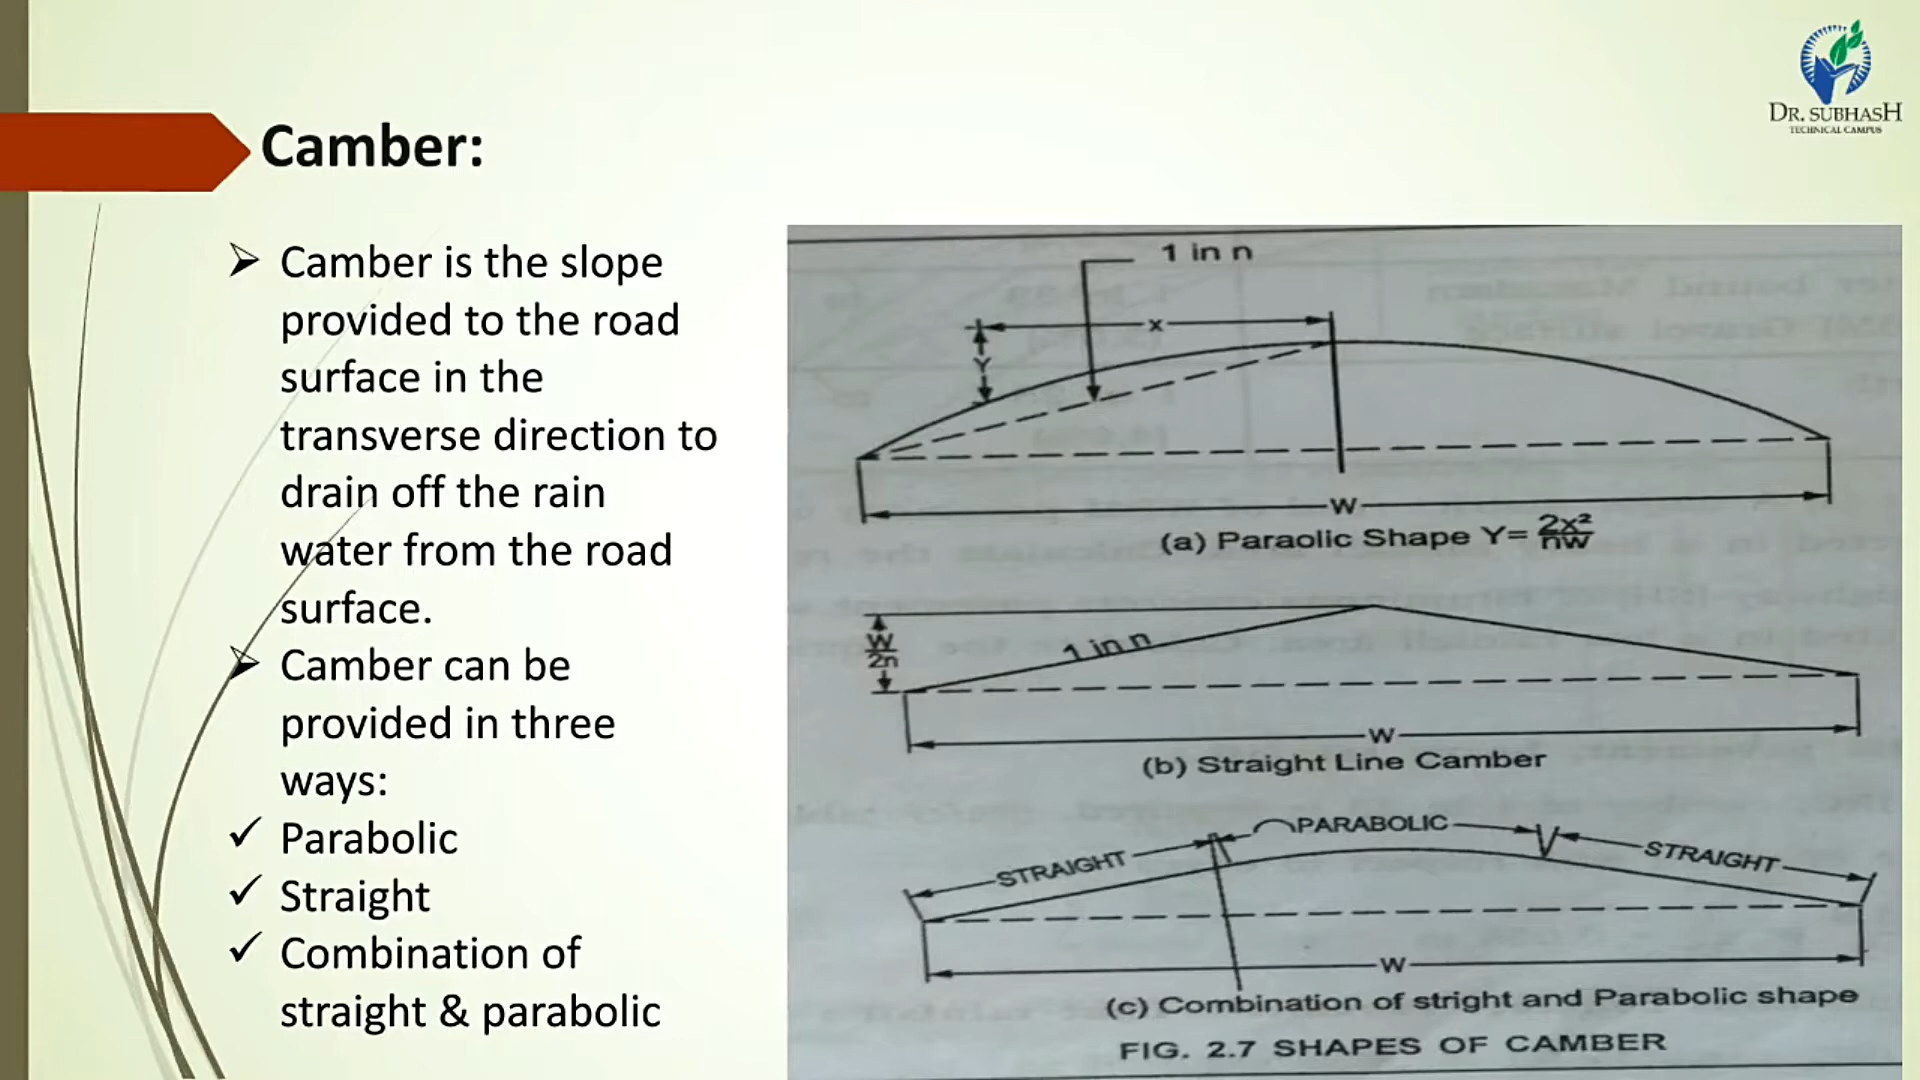 DR. SUBHASH
TECHNICAL CAMPUS
Camber:
Camber is the slope
provided to the road
surface in the
transverse direction to
drain off the rain
water from the road
surface.
Camber can be
provided in three
ways:
Parabolic
Straight
Combination of
straight & parabolic
1 in n
x
Y
W
(a) Paraolic Shape Y= 2x²/nw
W/2n
1 in n
W
(b) Straight Line Camber
STRAIGHT
PARABOLIC
STRAIGHT
W
(c) Combination of stright and Parabolic shape
FIG. 2.7 SHAPES OF CAMBER